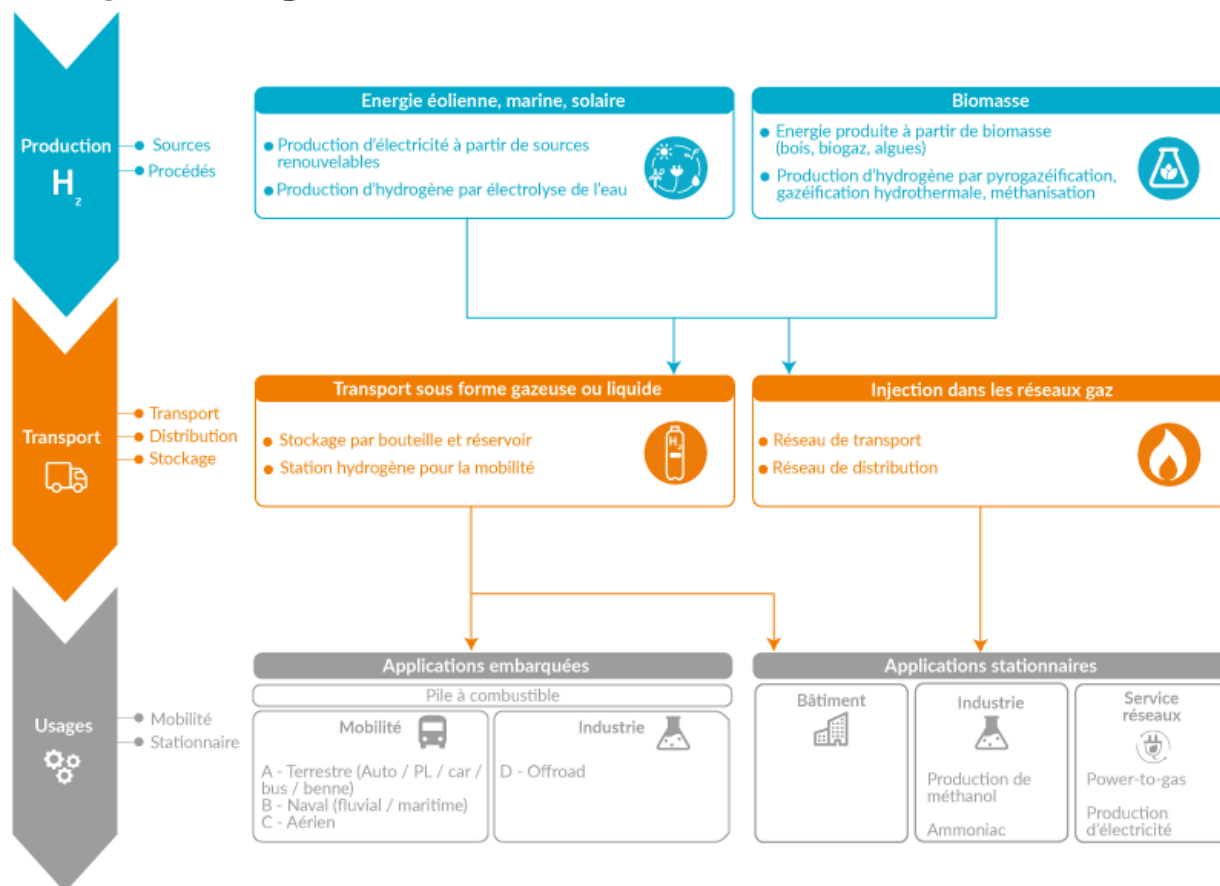 Energie éolienne, marine, solaire
Biomasse
Production
H
2
Sources
Procédés
Production d'électricité à partir de sources
renouvelables
Production d'hydrogène par électrolyse de l'eau
Energie produite à partir de biomasse
(bois, biogaz, algues)
Production d'hydrogène par pyrogazéification,
gazéification hydrothermale, méthanisation
Transport sous forme gazeuse ou liquide
Injection dans les réseaux gaz
Transport
Transport
Distribution
Stockage
Stockage par bouteille et réservoir
Station hydrogène pour la mobilité
H2
Réseau de transport
Réseau de distribution
Applications embarquées
Applications stationnaires
Usages
Mobilité
Stationnaire
Pile à combustible
Mobilité
A - Terrestre (Auto / PL / car /
bus / benne)
B - Naval (fluvial / maritime)
C - Aérien
Industrie
D - Offroad
Bâtiment
Industrie
Production de
méthanol
Ammoniac
Service
réseaux
Power-to-gas
Production
d'électricité